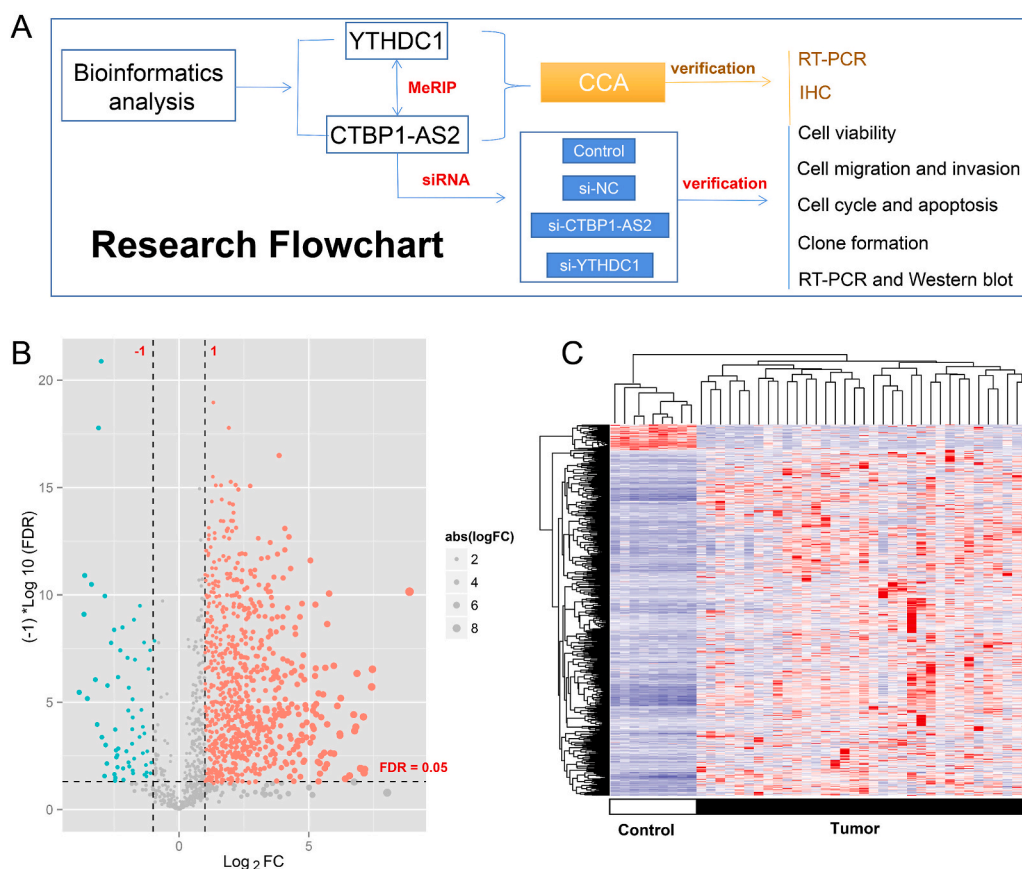 A
Bioinformatics
analysis
YTHDC1
MeRIP
CTBP1-AS2
siRNA
CCA
verification
RT-PCR
IHC
Control
si-NC
si-CTBP1-AS2
si-YTHDC1
verification
Cell viability
Cell migration and invasion
Cell cycle and apoptosis
Clone formation
RT-PCR and Western blot
Research Flowchart
B
-1
1
20
15
10
5
0
(-1) *Log 10 (FDR)
FDR = 0.05
0
5
Log 2 FC
abs(logFC)
2
4
6
8
C
Control
Tumor